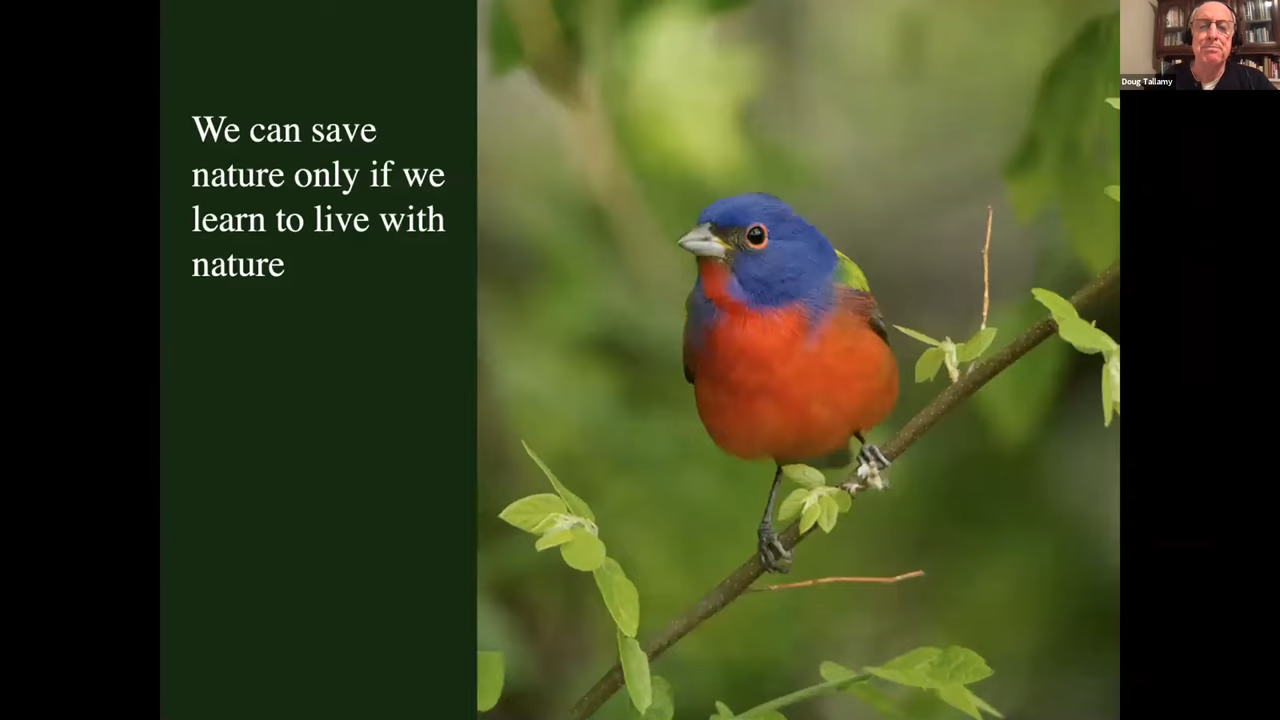 We can save
nature only if we
learn to live with
nature
Doug Tallamy